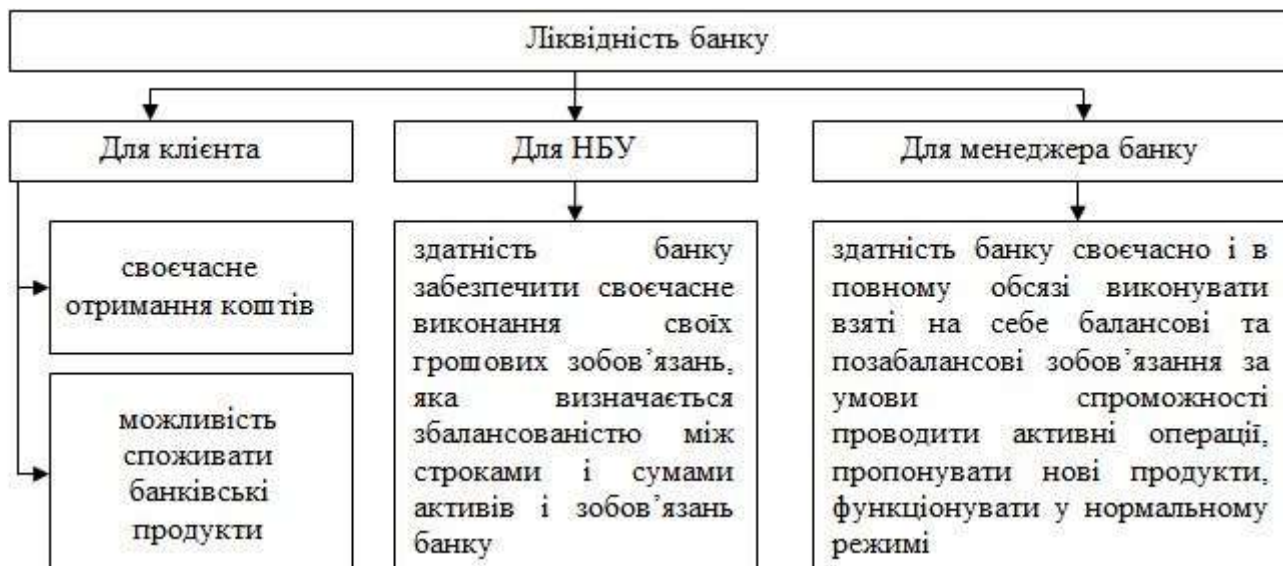 Ліквідність банку
Для клієнта
Для НБУ
Для менеджера банку
своєчасне
отримання коштів
можливість
споживати
банківські
продукти
здатність банку
забезпечити своєчасне
виконання своїх
грошових зобов’язань,
яка визначається
збалансованістю між
строками і сумами
активів і зобов’язань
банку
здатність банку своєчасно і в
повному обсязі виконувати
взяті на себе балансові та
позабалансові зобов’язання за
умови спроможності
проводити активні операції,
пропонувати нові продукти,
функціонувати у нормальному
режимі